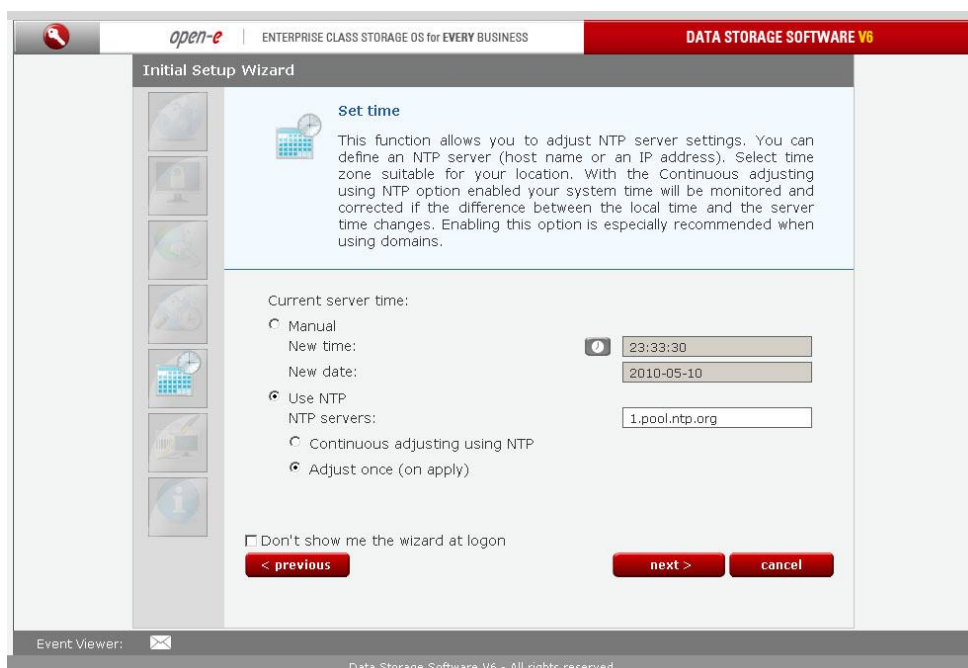 open-e ENTERPRISE CLASS STORAGE OS for EVERY BUSINESS DATA STORAGE SOFTWARE V6
Initial Setup Wizard
Set time
This function allows you to adjust NTP server settings. You can
define an NTP server (host name or an IP address). Select time
zone suitable for your location. With the Continuous adjusting
using NTP option enabled your system time will be monitored and
corrected if the difference between the local time and the server
time changes. Enabling this option is especially recommended when
using domains.
Current server time:
Manual
New time: 23:33:30
New date: 2010-05-10
Use NTP
NTP servers: 1.pool.ntp.org
Continuous adjusting using NTP
Adjust once (on apply)
Don't show me the wizard at logon
< previous next > cancel
Event Viewer:
Data Storage Software V6 - All rights reserved